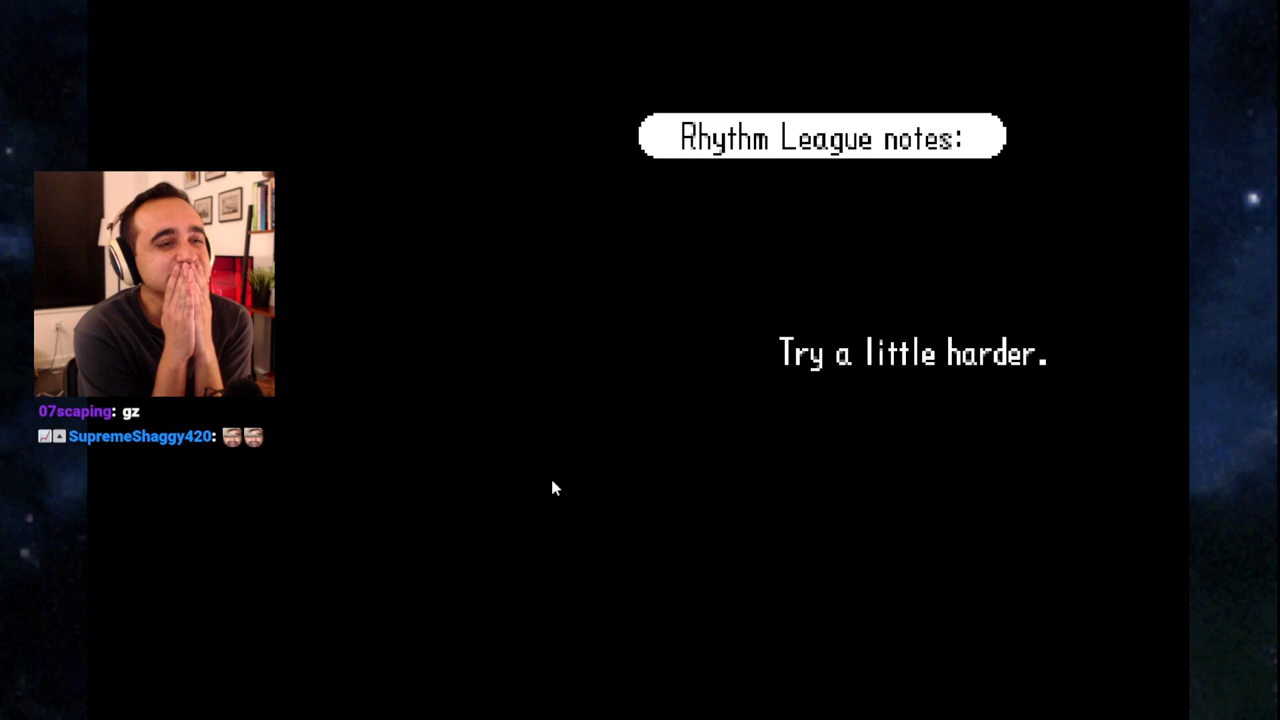 Rhythm League notes:
Try a little harder.
07scaping: gz
SupremeShaggy420: